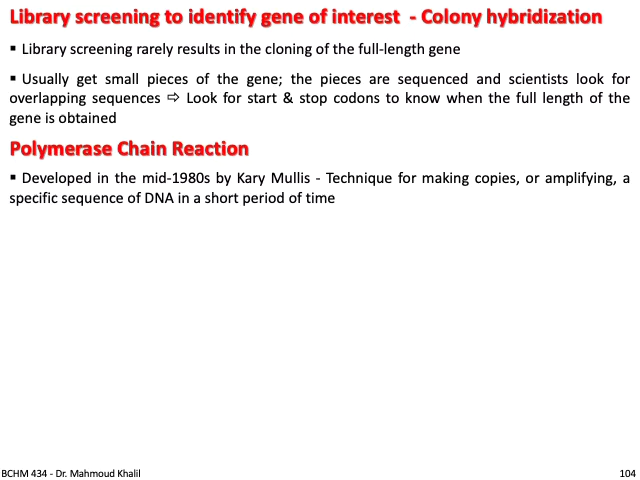 Library screening to identify gene of interest - Colony hybridization
▪ Library screening rarely results in the cloning of the full-length gene
▪ Usually get small pieces of the gene; the pieces are sequenced and scientists look for
overlapping sequences ⇨ Look for start & stop codons to know when the full length of the
gene is obtained
Polymerase Chain Reaction
▪ Developed in the mid-1980s by Kary Mullis - Technique for making copies, or amplifying, a
specific sequence of DNA in a short period of time
BCHM 434 - Dr. Mahmoud Khalil
104